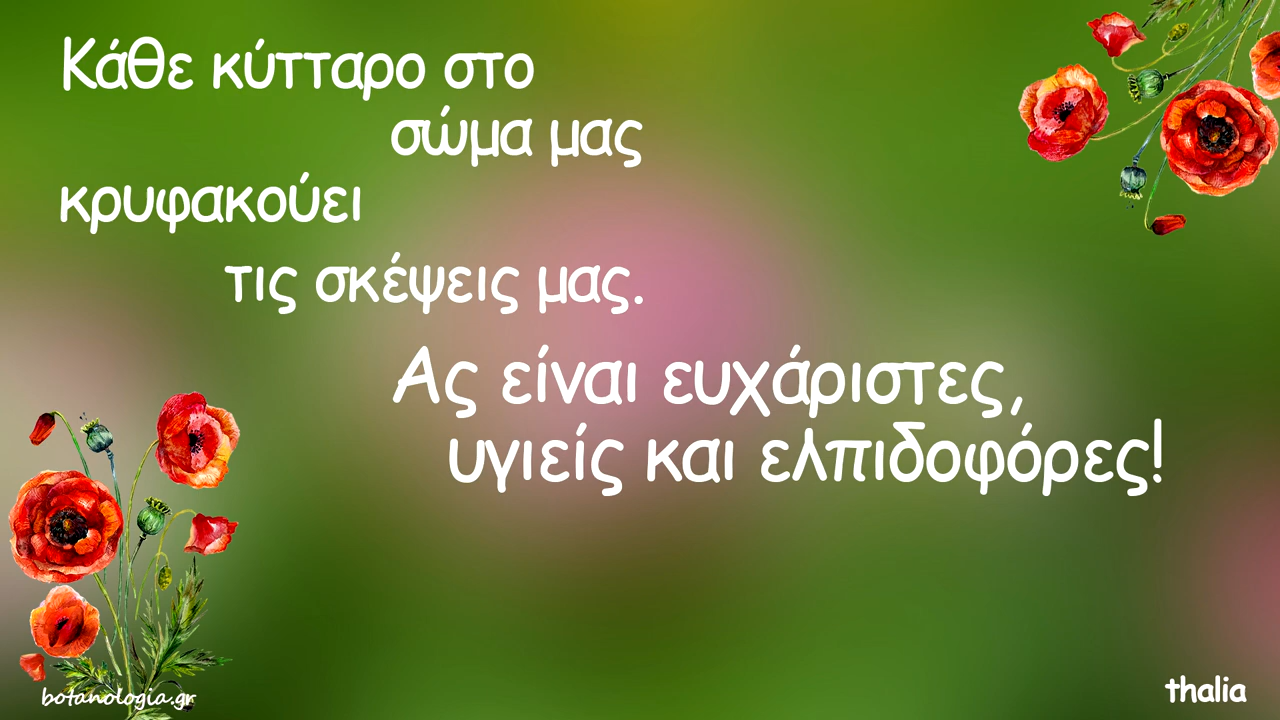 Κάθε κύτταρο στο
σώμα μας
κρυφακούει
τις σκέψεις μας.
Ας είναι ευχάριστες,
υγιείς και ελπιδοφόρες!
botanologia.gr
thalia